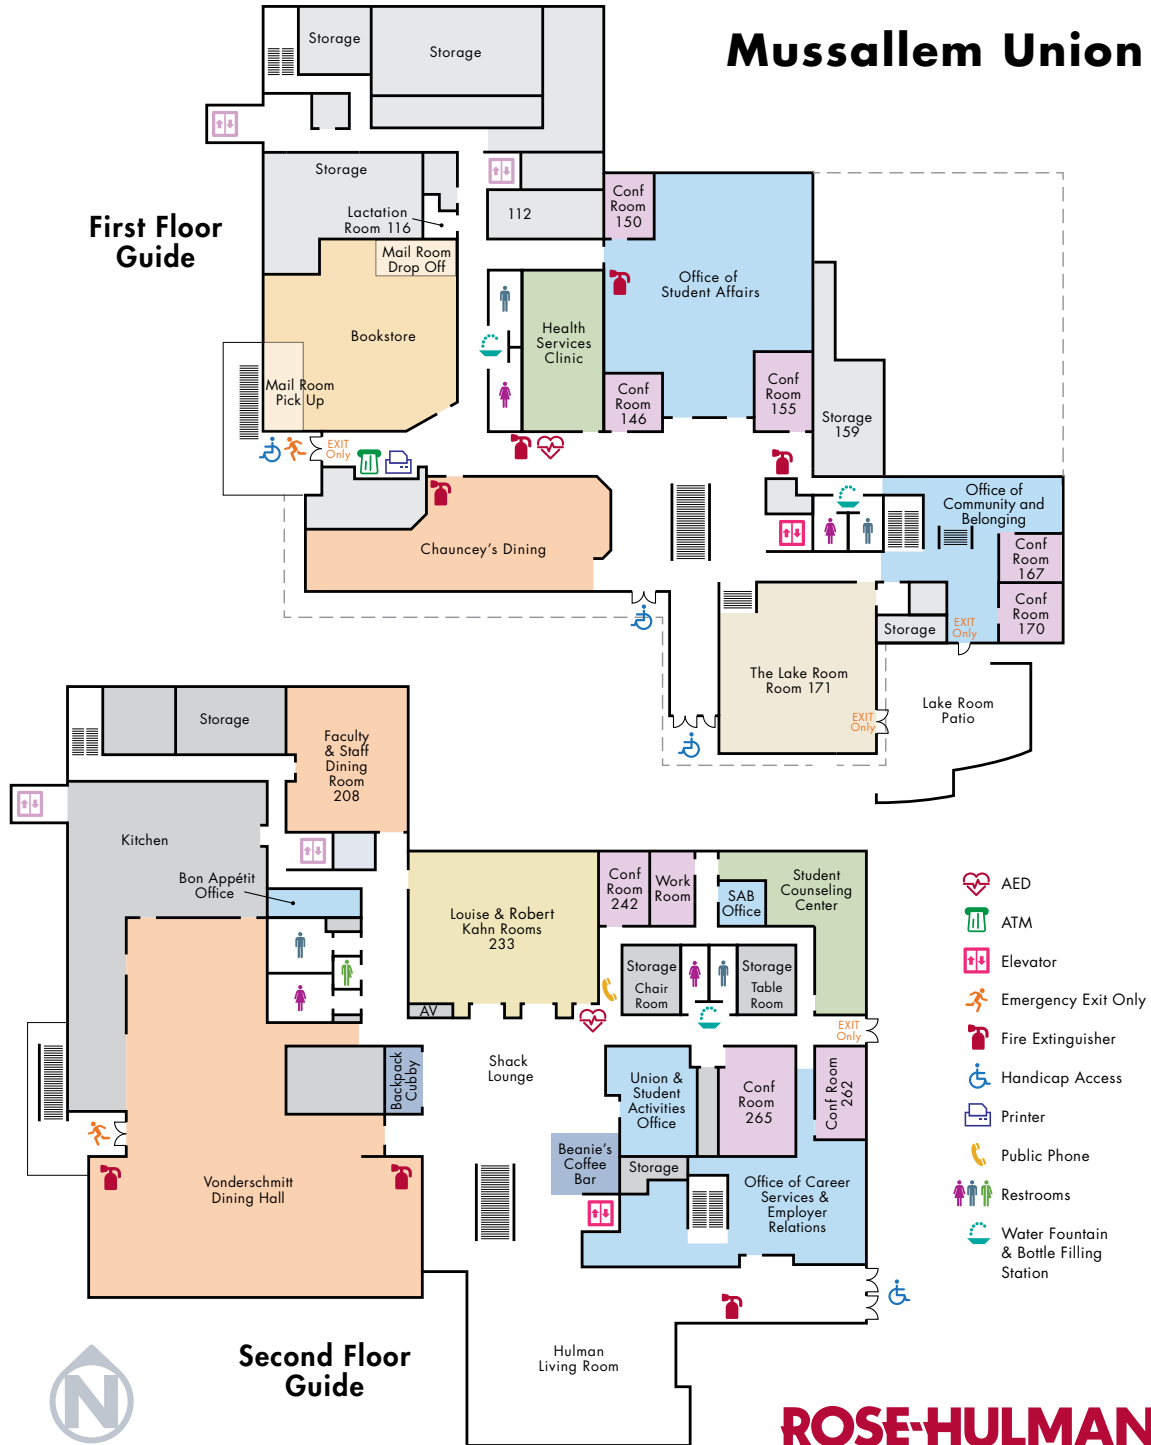 Mussallem Union
First Floor
Guide
Storage
Storage
Storage
Lactation
Room 116
112
Mail Room
Drop Off
Bookstore
Mail Room
Pick Up
EXIT
Only
Health
Services
Clinic
Conf
Room
150
Office of
Student Affairs
Conf
Room
146
Conf
Room
155
Storage
159
Chauncey's Dining
Office of
Community and
Belonging
Conf
Room
167
Conf
Room
170
Storage
EXIT
Only
The Lake Room
Room 171
EXIT
Only
Lake Room
Patio
Storage
Faculty
& Staff
Dining
Room
208
Kitchen
Bon Appétit
Office
Louise & Robert
Kahn Rooms
233
AV
Conf
Room
242
Work
Room
SAB
Office
Student
Counseling
Center
Storage
Chair
Room
Storage
Table
Room
EXIT
Only
Shack
Lounge
Backpack
Cubby
Union &
Student
Activities
Office
Conf
Room
265
Conf Room
262
Beanie's
Coffee
Bar
Storage
Office of Career
Services &
Employer
Relations
Vonderschmitt
Dining Hall
Hulman
Living Room
Second Floor
Guide
N
AED
ATM
Elevator
Emergency Exit Only
Fire Extinguisher
Handicap Access
Printer
Public Phone
Restrooms
Water Fountain
& Bottle Filling
Station
ROSE-HULMAN